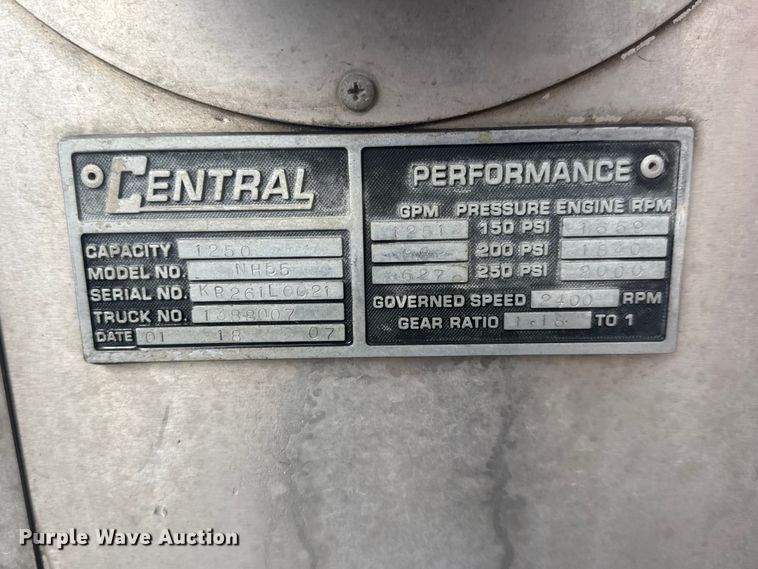 CENTRAL
CAPACITY 1250
MODEL NO. NH55
SERIAL NO. KR261L0021
TRUCK NO. 1388007
DATE 01 18 07
PERFORMANCE
GPM PRESSURE ENGINE RPM
1251 150 PSI
200 PSI
627 250 PSI 2000
GOVERNED SPEED 2400 RPM
GEAR RATIO TO 1
Purple Wave Auction